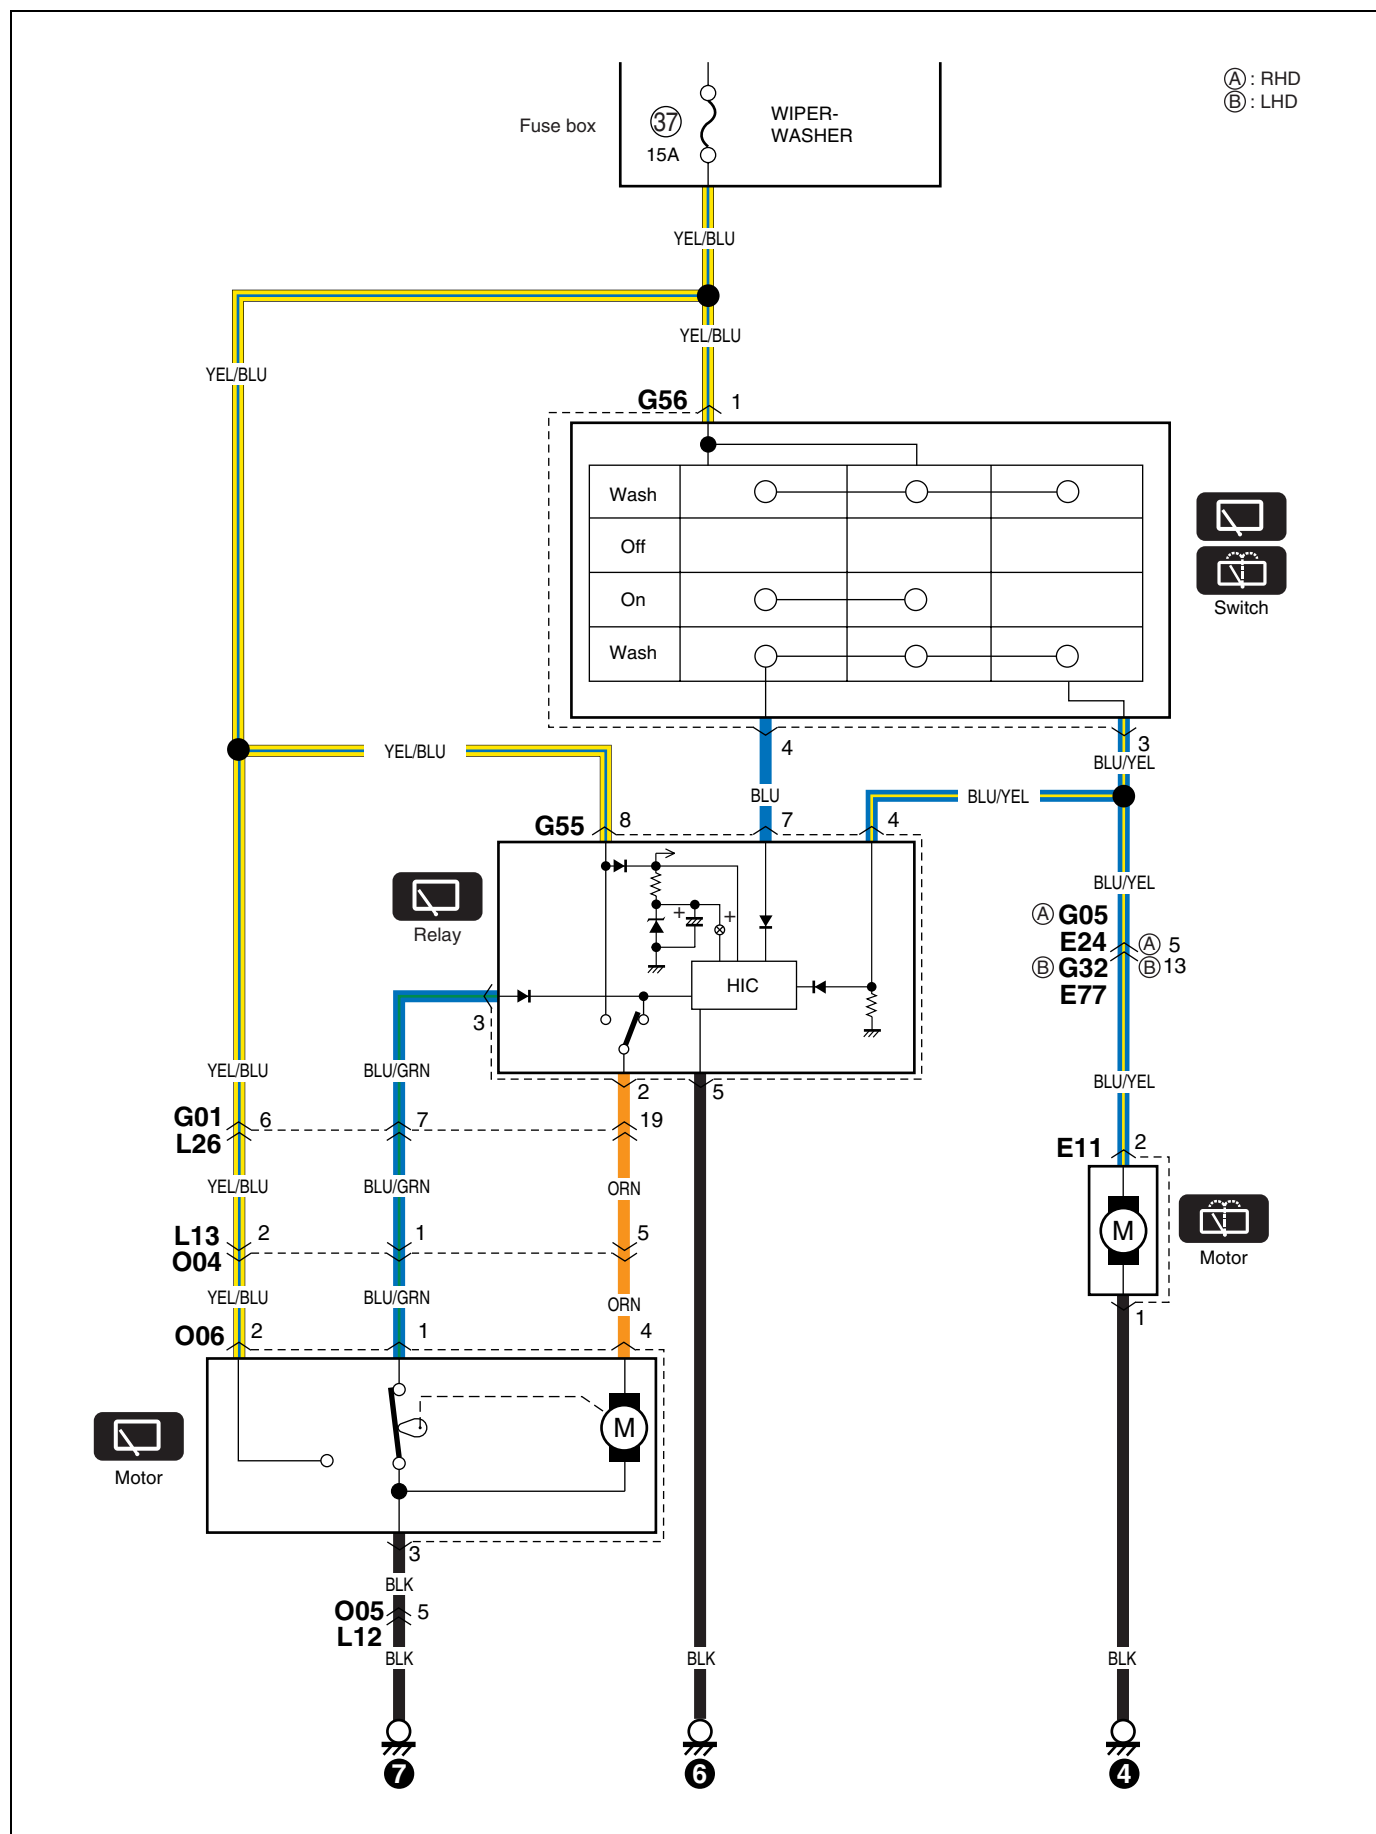 Ⓐ : RHD
Ⓑ : LHD
Fuse box
37
15A
WIPER-
WASHER
YEL/BLU
YEL/BLU
YEL/BLU
G56
1
Wash
Off
On
Wash
Switch
4
3
YEL/BLU
BLU/YEL
BLU
BLU/YEL
G55
8
7
4
Relay
+
+
HIC
BLU/YEL
Ⓐ G05
E24
Ⓐ 5
Ⓑ G32
Ⓑ 13
E77
3
2
5
YEL/BLU
BLU/GRN
BLU/YEL
G01
6
7
19
L26
E11
2
YEL/BLU
BLU/GRN
ORN
L13
2
1
5
O04
M
Motor
YEL/BLU
BLU/GRN
ORN
1
O06
2
1
4
M
Motor
3
BLK
O05
5
L12
BLK
BLK
BLK
7
6
4